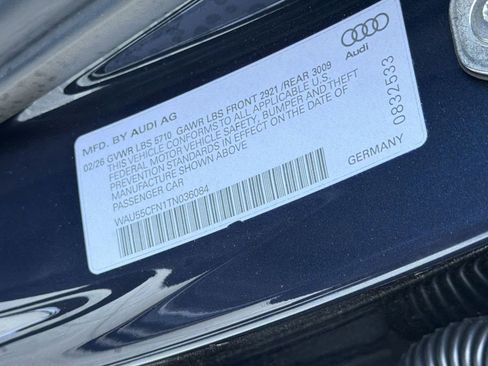 Audi
MFD. BY AUDI AG
02/26 GVWR LBS 5710 GAWR LBS FRONT 2921 /REAR 3009
THIS VEHICLE CONFORMS TO ALL APPLICABLE U.S.
FEDERAL MOTOR VEHICLE SAFETY, BUMPER AND THEFT
PREVENTION STANDARDS IN EFFECT ON THE DATE OF
MANUFACTURE SHOWN ABOVE
PASSENGER CAR
WAU55CFN1TN036084
GERMANY
0832533